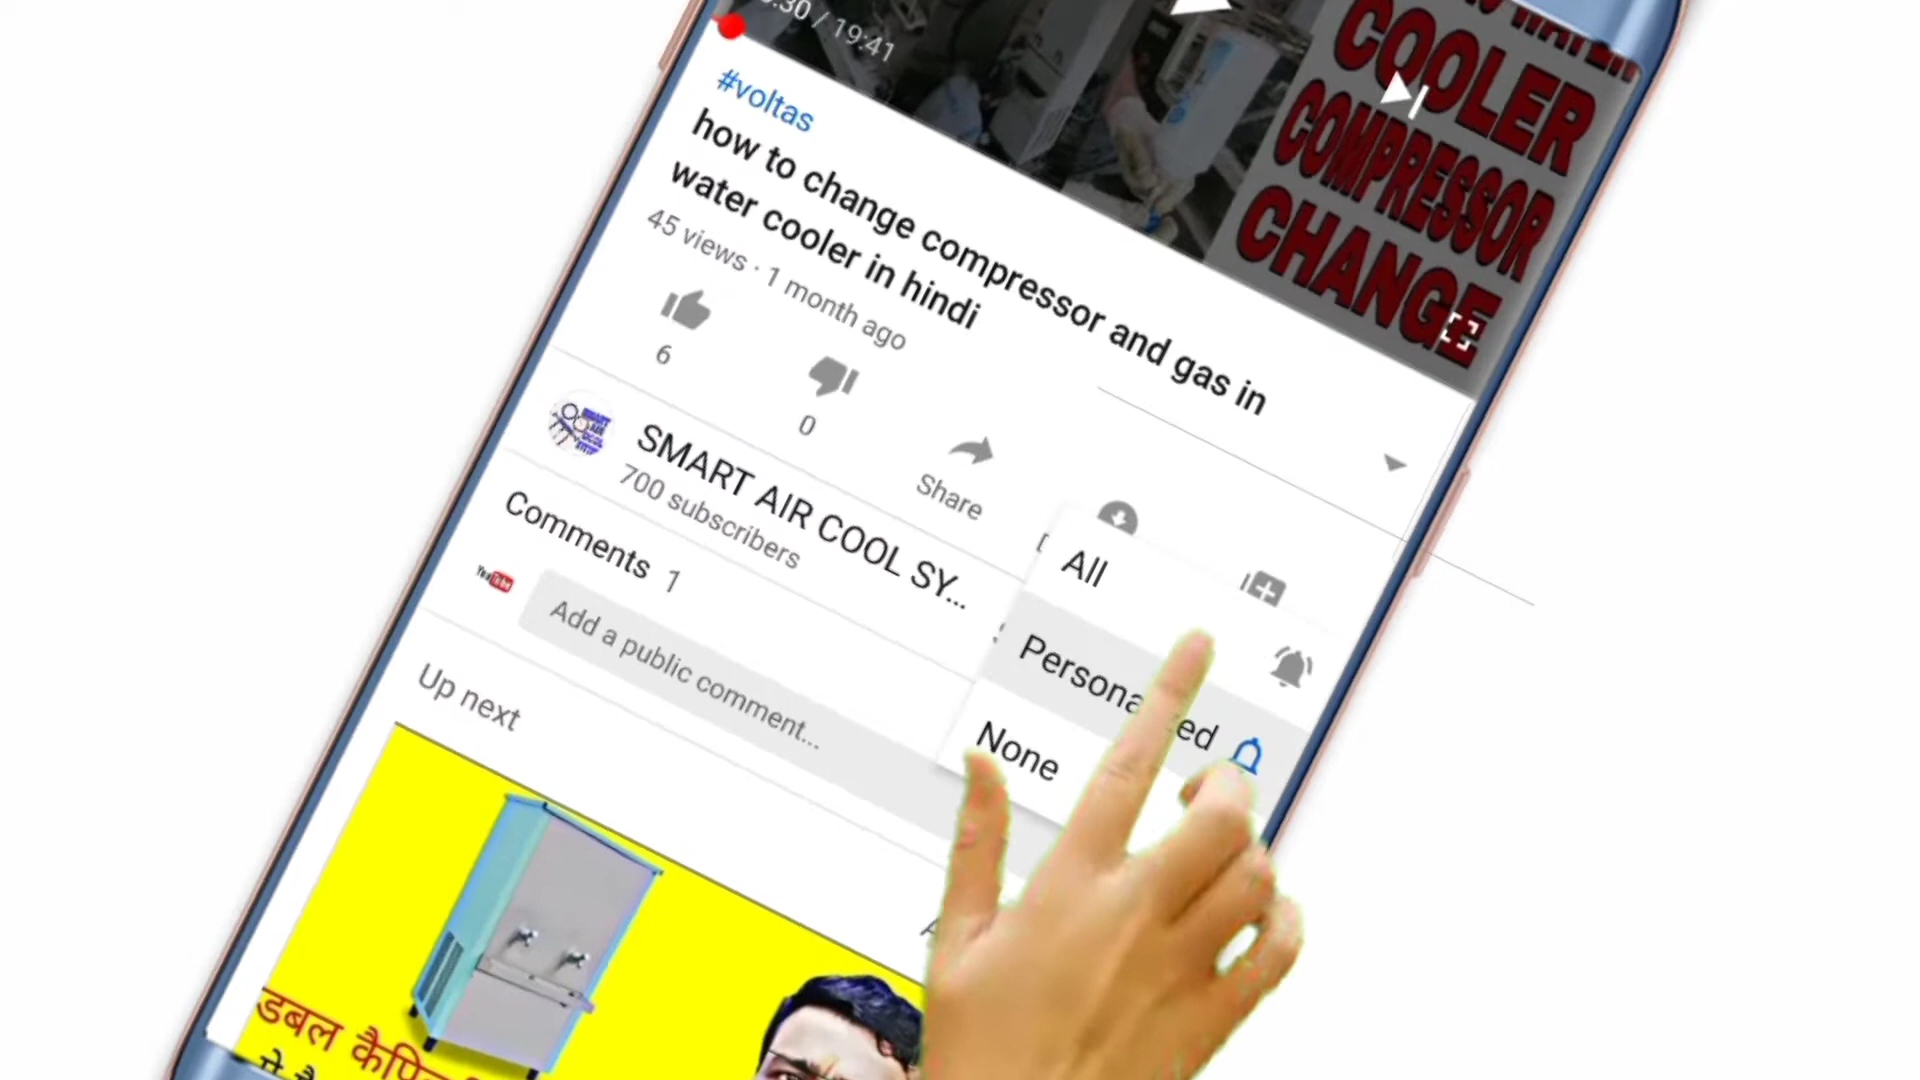 / 19:41
COOLER
COMPRESSOR
CHANGE
#voltas
how to change compressor and gas in
water cooler in hindi
45 views · 1 month ago
6
0
Share
SMART AIR COOL SY...
700 subscribers
All
Personalized
None
Comments 1
YouTube
Add a public comment...
Up next
डबल